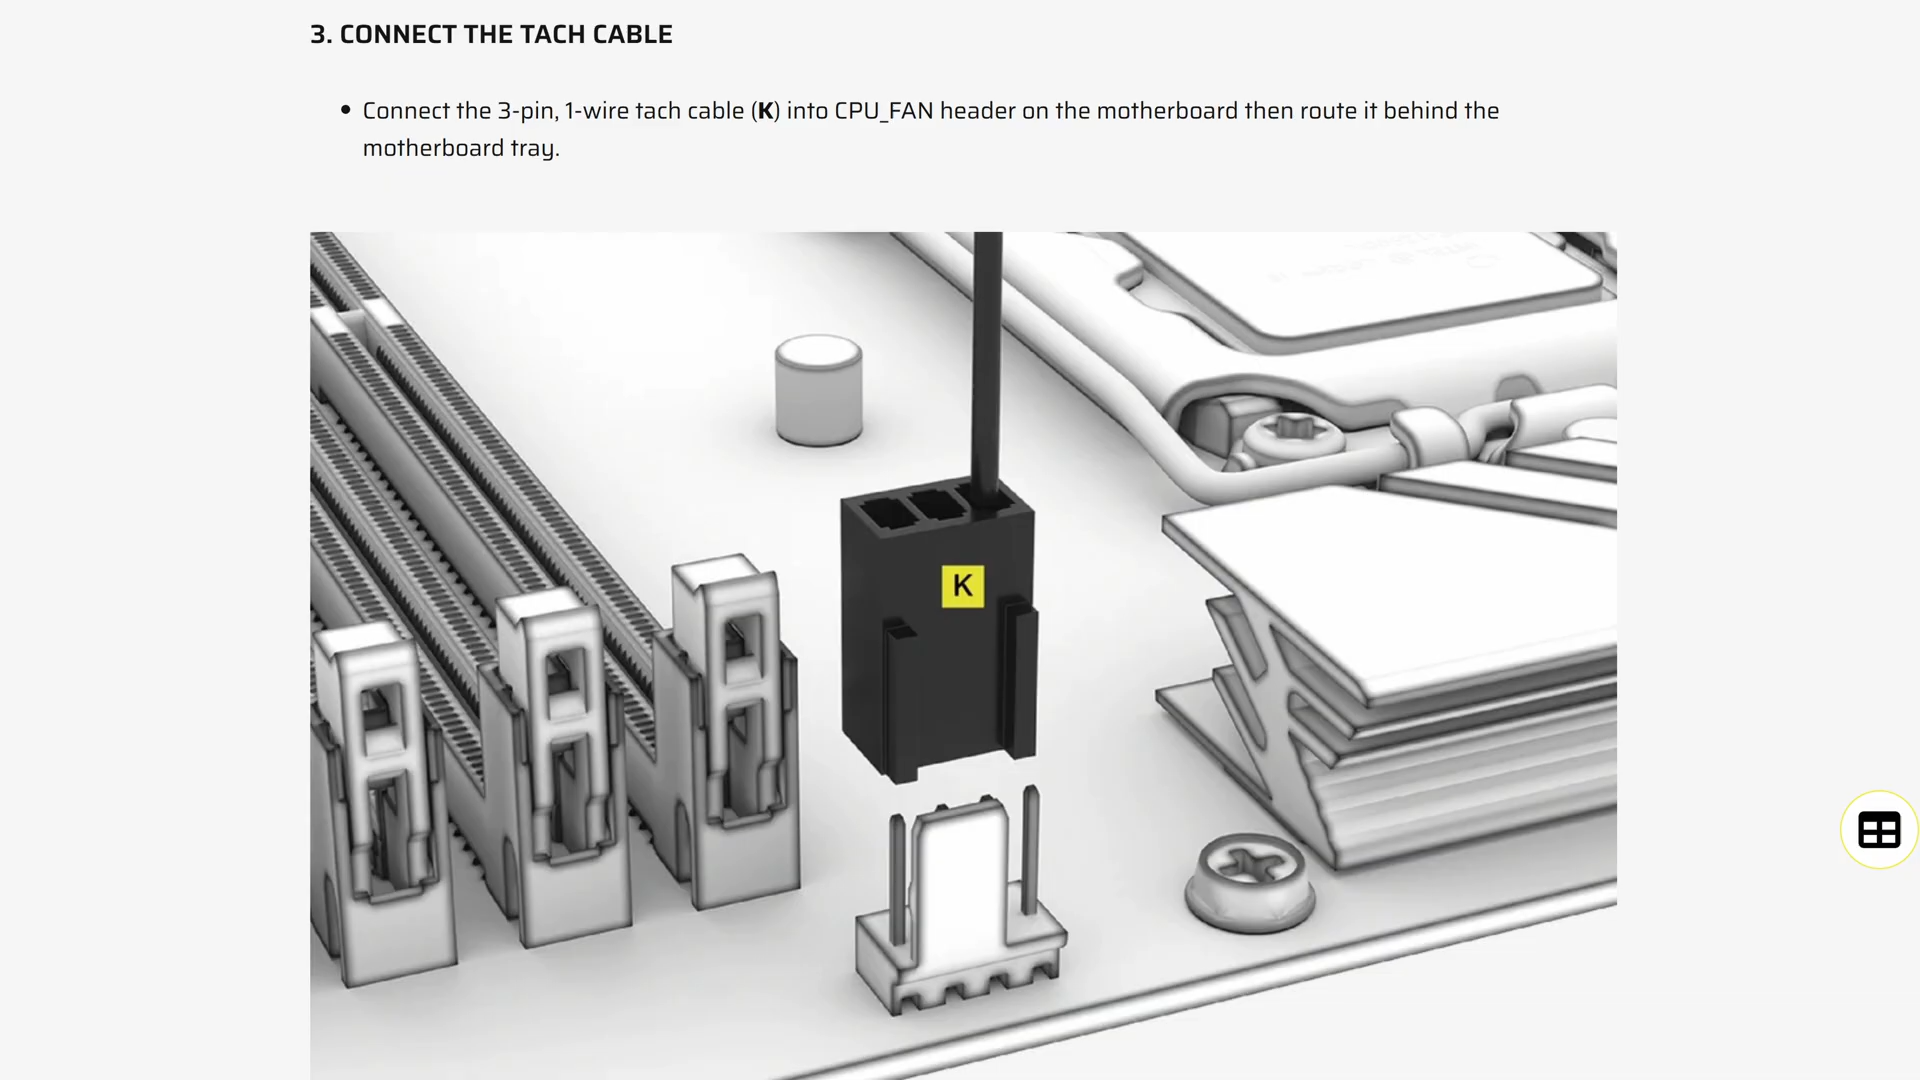 3. CONNECT THE TACH CABLE
• Connect the 3-pin, 1-wire tach cable (K) into CPU_FAN header on the motherboard then route it behind the
motherboard tray.
K